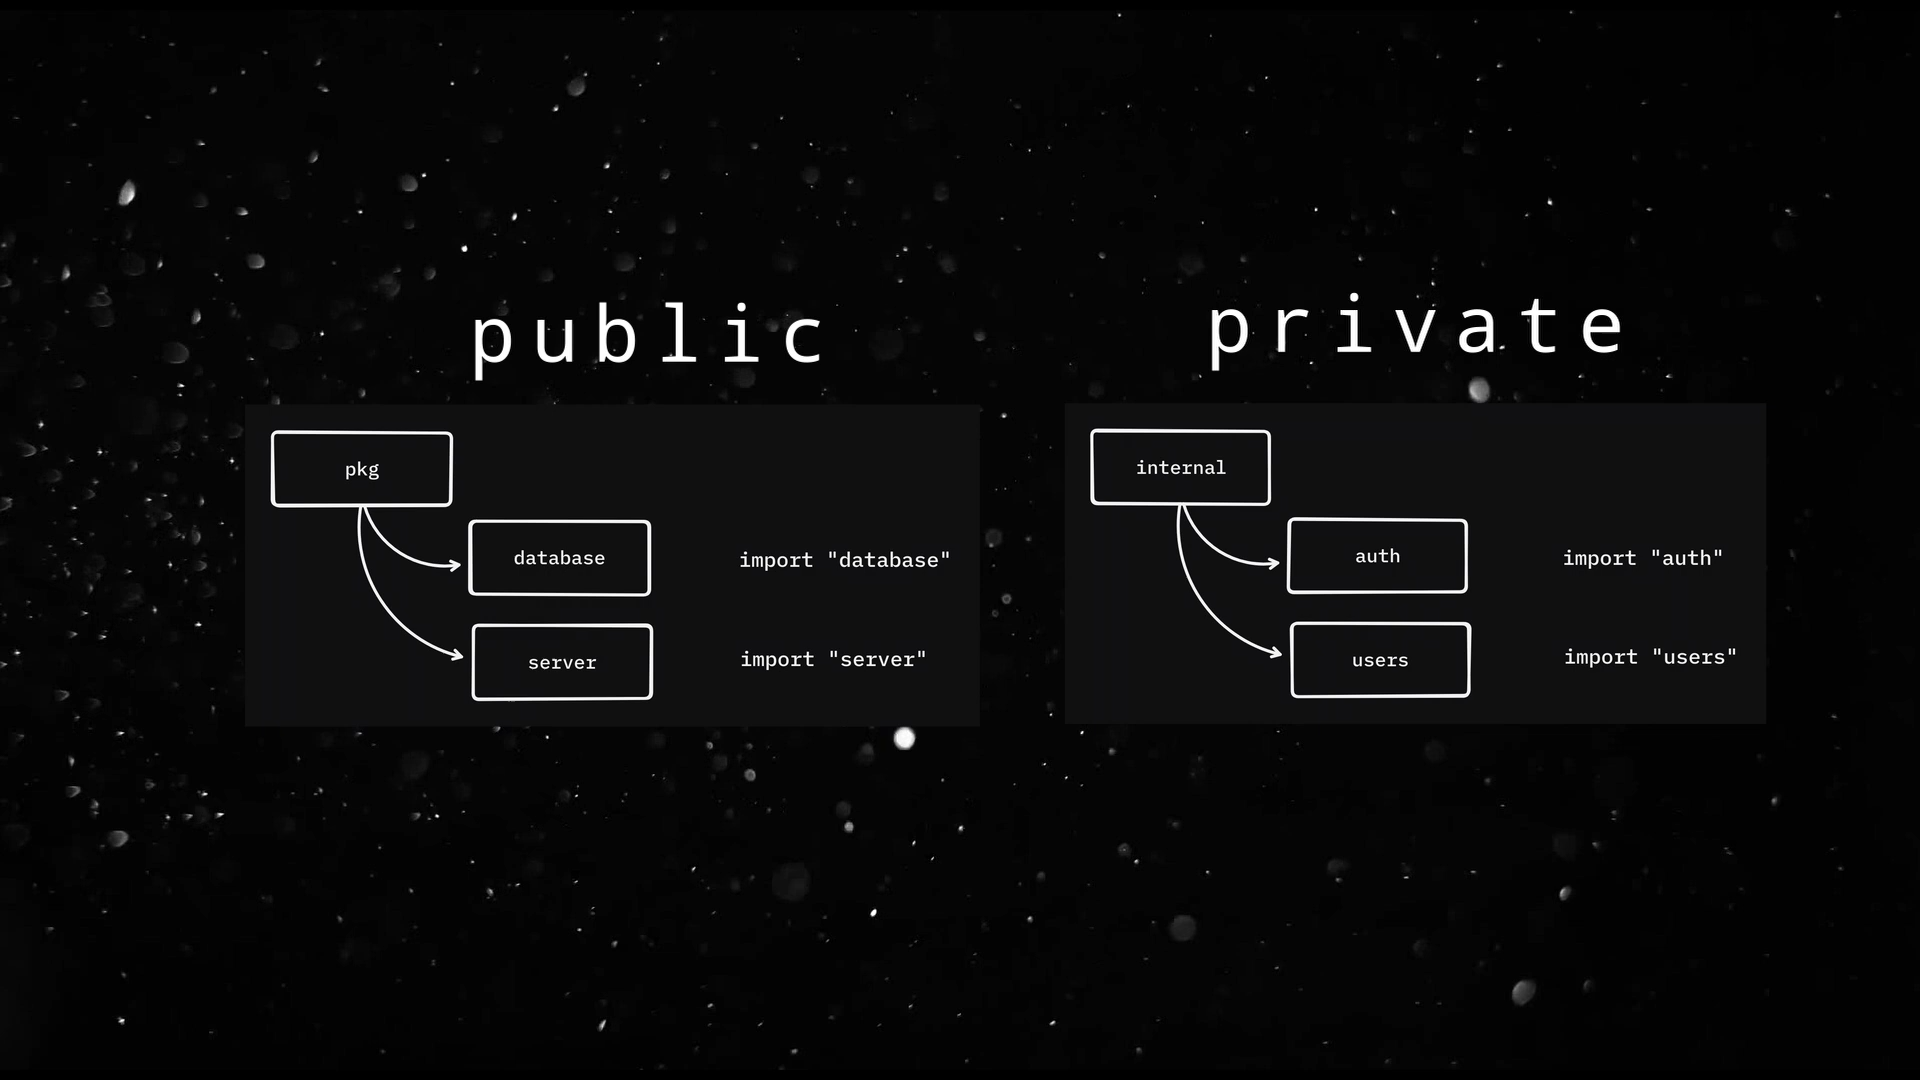 public
pkg
database
import "database"
server
import "server"
private
internal
auth
import "auth"
users
import "users"